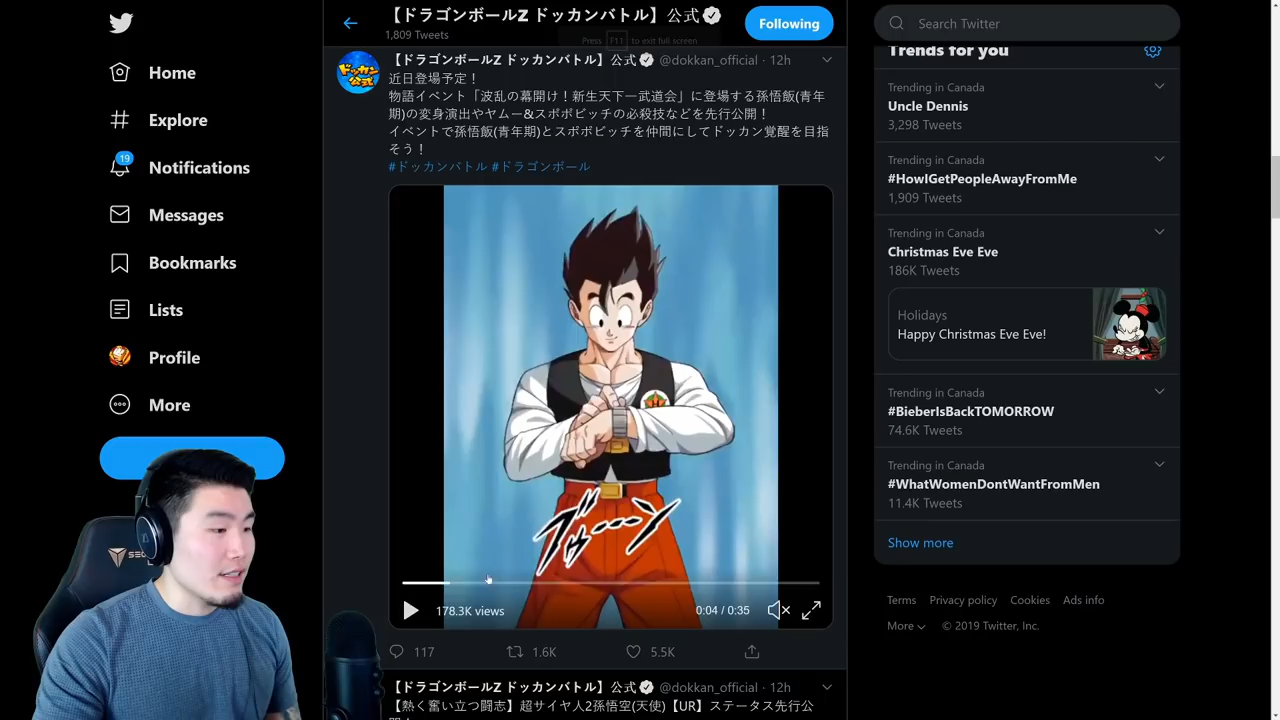 【ドラゴンボールZ ドッカンバトル】公式
1,809 Tweets
Following
Press F11 to exit full screen
Search Twitter
Home
Explore
19
Notifications
Messages
Bookmarks
Lists
Profile
More
【ドラゴンボールZ ドッカンバトル】公式 @dokkan_official · 12h
近日登場予定！
物語イベント「波乱の幕開け！新生天下一武道会」に登場する孫悟飯(青年
期)の変身演出やヤムー&スポポビッチの必殺技などを先行公開！
イベントで孫悟飯(青年期)とスポポビッチを仲間にしてドッカン覚醒を目指
そう！
#ドッカンバトル #ドラゴンボール
ドッカン
公式
ブゥーーーン
178.3K views
0:04 / 0:35
117
1.6K
5.5K
【ドラゴンボールZ ドッカンバトル】公式 @dokkan_official · 12h
【熱く奮い立つ闘志】超サイヤ人2孫悟空(天使)【UR】ステータス先行公
Trends for you
Trending in Canada
Uncle Dennis
3,298 Tweets
Trending in Canada
#HowIGetPeopleAwayFromMe
1,909 Tweets
Trending in Canada
Christmas Eve Eve
186K Tweets
Holidays
Happy Christmas Eve Eve!
Trending in Canada
#BieberIsBackTOMORROW
74.6K Tweets
Trending in Canada
#WhatWomenDontWantFromMen
11.4K Tweets
Show more
Terms Privacy policy Cookies Ads info
More © 2019 Twitter, Inc.